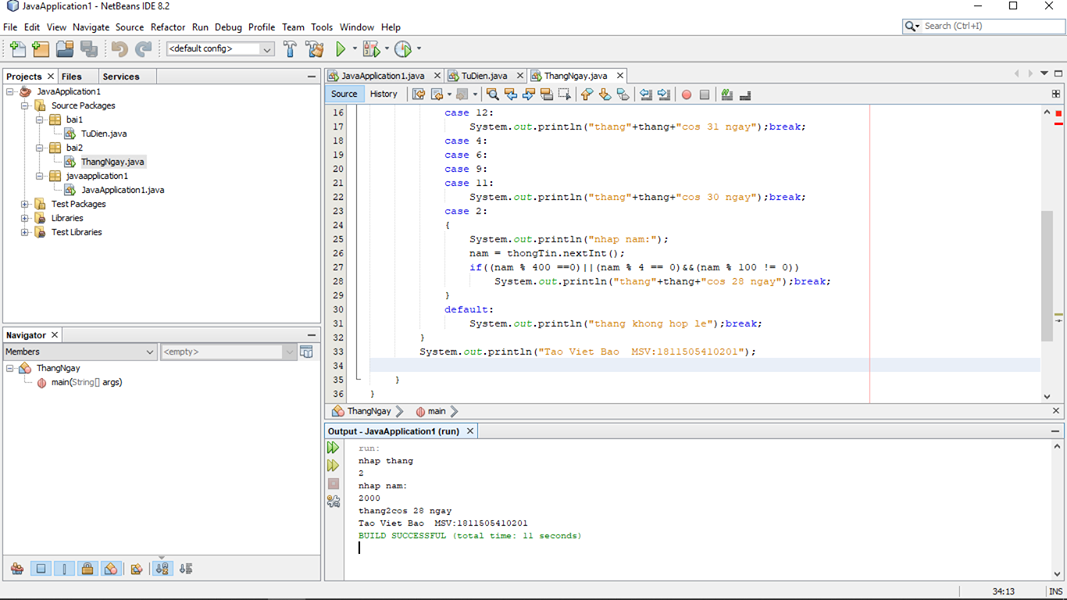 JavaApplication1 - NetBeans IDE 8.2
File Edit View Navigate Source Refactor Run Debug Profile Team Tools Window Help
Search (Ctrl+I)
<default config>
Projects Files Services
JavaApplication1
Source Packages
bai1
TuDien.java
bai2
ThangNgay.java
javaapplication1
JavaApplication1.java
Test Packages
Libraries
Test Libraries
Navigator
Members <empty>
ThangNgay
main(String[] args)
JavaApplication1.java TuDien.java ThangNgay.java
Source History
16 case 12:
17 System.out.println("thang"+thang+"cos 31 ngay");break;
18 case 4:
19 case 6:
20 case 9:
21 case 11:
22 System.out.println("thang"+thang+"cos 30 ngay");break;
23 case 2:
24 {
25 System.out.println("nhap nam:");
26 nam = thongTin.nextInt();
27 if((nam % 400 ==0)||(nam % 4 == 0)&&(nam % 100 != 0))
28 System.out.println("thang"+thang+"cos 28 ngay");break;
29 }
30 default:
31 System.out.println("thang khong hop le");break;
32 }
33 System.out.println("Tao Viet Bao  MSV:1811505410201");
34
35 }
36 }
ThangNgay main
Output - JavaApplication1 (run)
run:
nhap thang
2
nhap nam:
2000
thang2cos 28 ngay
Tao Viet Bao  MSV:1811505410201
BUILD SUCCESSFUL (total time: 11 seconds)
34:13 INS